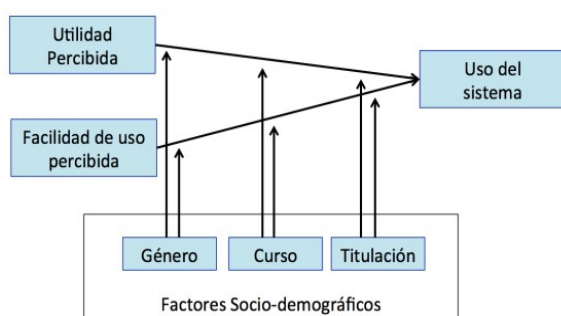 Utilidad
Percibida
Uso del
sistema
Facilidad de uso
percibida
Género
Curso
Titulación
Factores Socio-demográficos